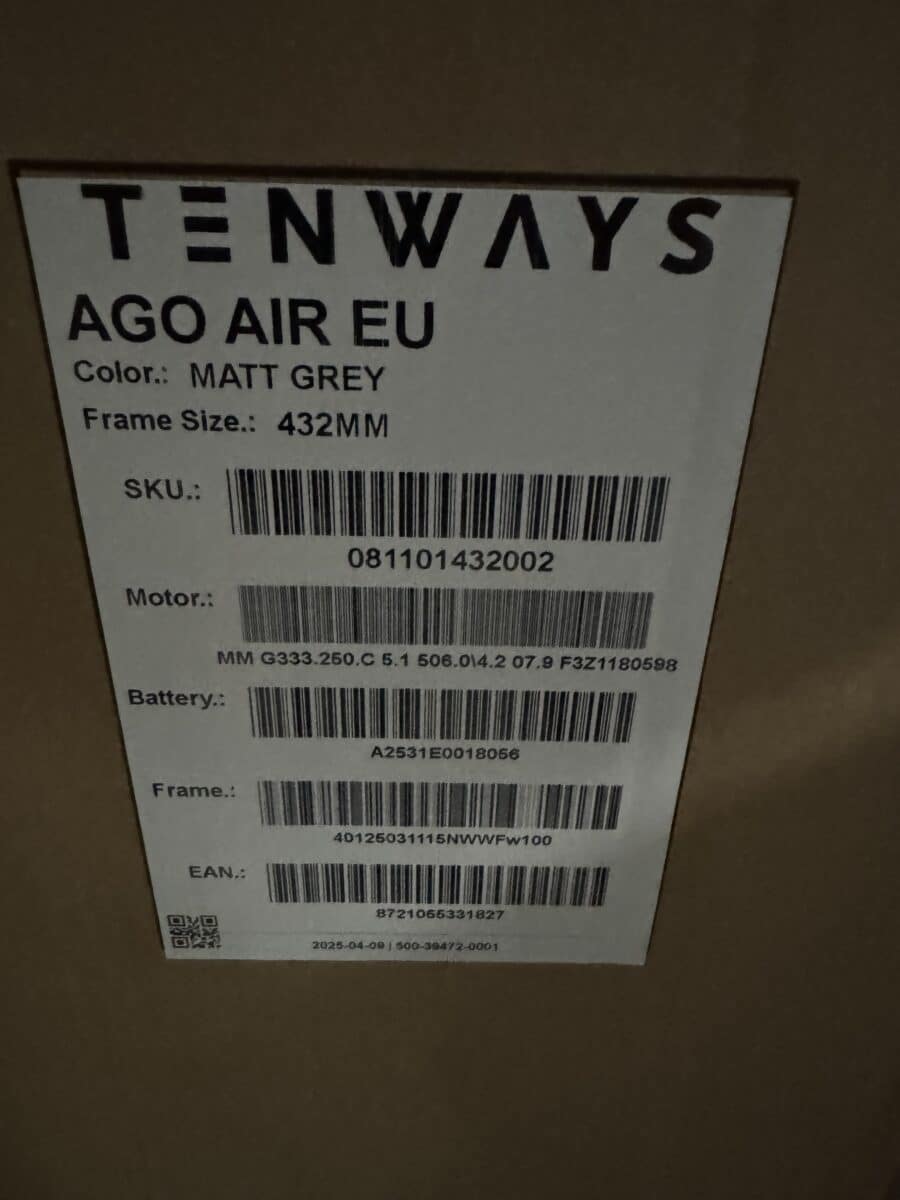 TENWAYS
AGO AIR EU
Color.: MATT GREY
Frame Size.: 432MM
SKU.:
081101432002
Motor.:
MM G333.250.C 5.1 506.0\4.2 07.9 F3Z1180598
Battery.:
A2531E0018056
Frame.:
40125031115NWWFw100
EAN.:
8721065331827
2025-04-09 | 500-39472-0001